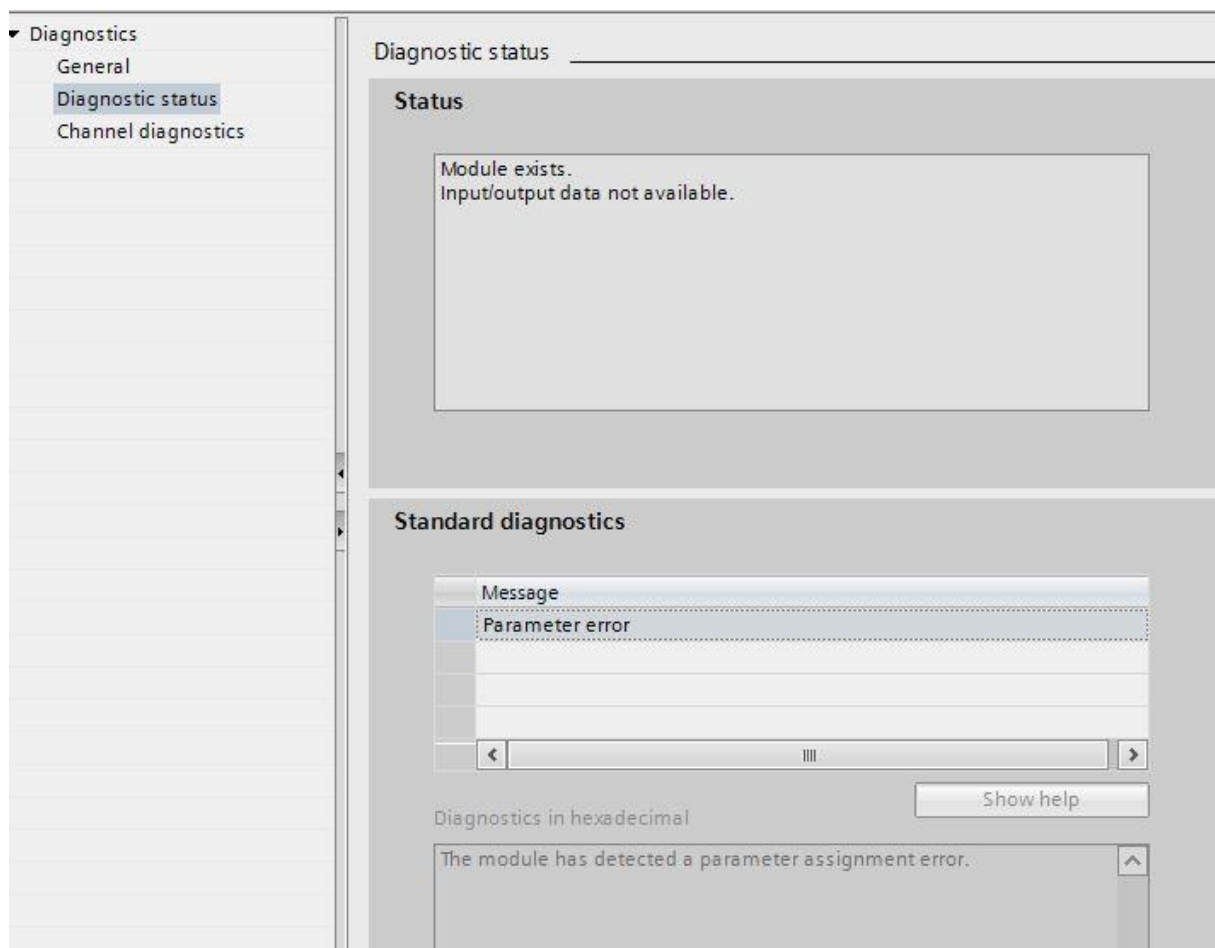 Diagnostics
General
Diagnostic status
Channel diagnostics
Diagnostic status
Status
Module exists.
Input/output data not available.
Standard diagnostics
Message
Parameter error
Show help
Diagnostics in hexadecimal
The module has detected a parameter assignment error.